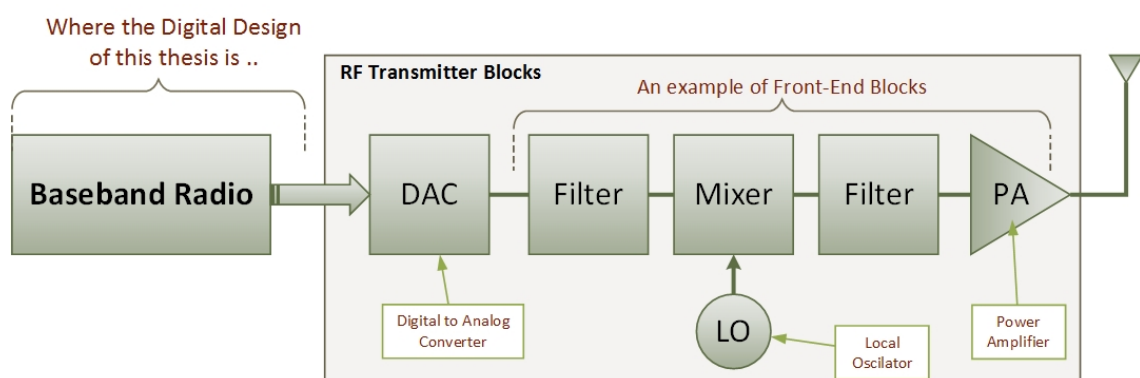 Where the Digital Design
of this thesis is ..
RF Transmitter Blocks
An example of Front-End Blocks
Baseband Radio
DAC
Filter
Mixer
Filter
PA
LO
Digital to Analog
Converter
Local
Oscilator
Power
Amplifier